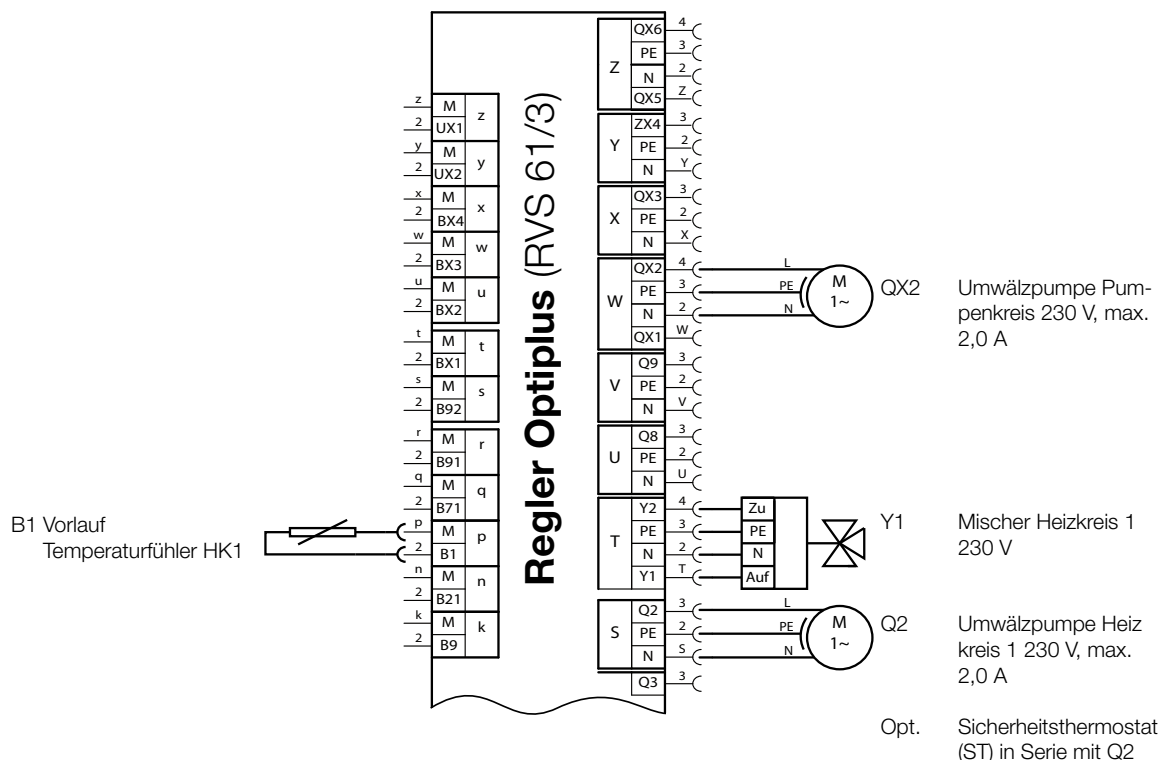 z M z
2 UX1
y M y
2 UX2
x M x
2 BX4
w M w
2 BX3
u M u
2 BX2
t M t
2 BX1
s M s
2 B92
r M r
2 B91
q M q
2 B71
p M p
2 B1
n M n
2 B21
k M k
2 B9
B1 Vorlauf
Temperaturfühler HK1
Regler Optiplus (RVS 61/3)
Z QX6 4
PE 3
N 2
QX5 Z
Y ZX4 3
PE 2
N Y
X QX3 3
PE 2
N X
W QX2 4 L
PE 3 PE
N 2 N
QX1 W
M
1~
QX2 Umwälzpumpe Pum-
penkreis 230 V, max.
2,0 A
V Q9 3
PE 2
N V
U Q8 3
PE 2
N U
T Y2 4 Zu
PE 3 PE
N 2 N
Y1 T Auf
Y1 Mischer Heizkreis 1
230 V
S Q2 3 L
PE 2 PE
N S N
Q3 3
M
1~
Q2 Umwälzpumpe Heiz
kreis 1 230 V, max.
2,0 A
Opt. Sicherheitsthermostat
(ST) in Serie mit Q2